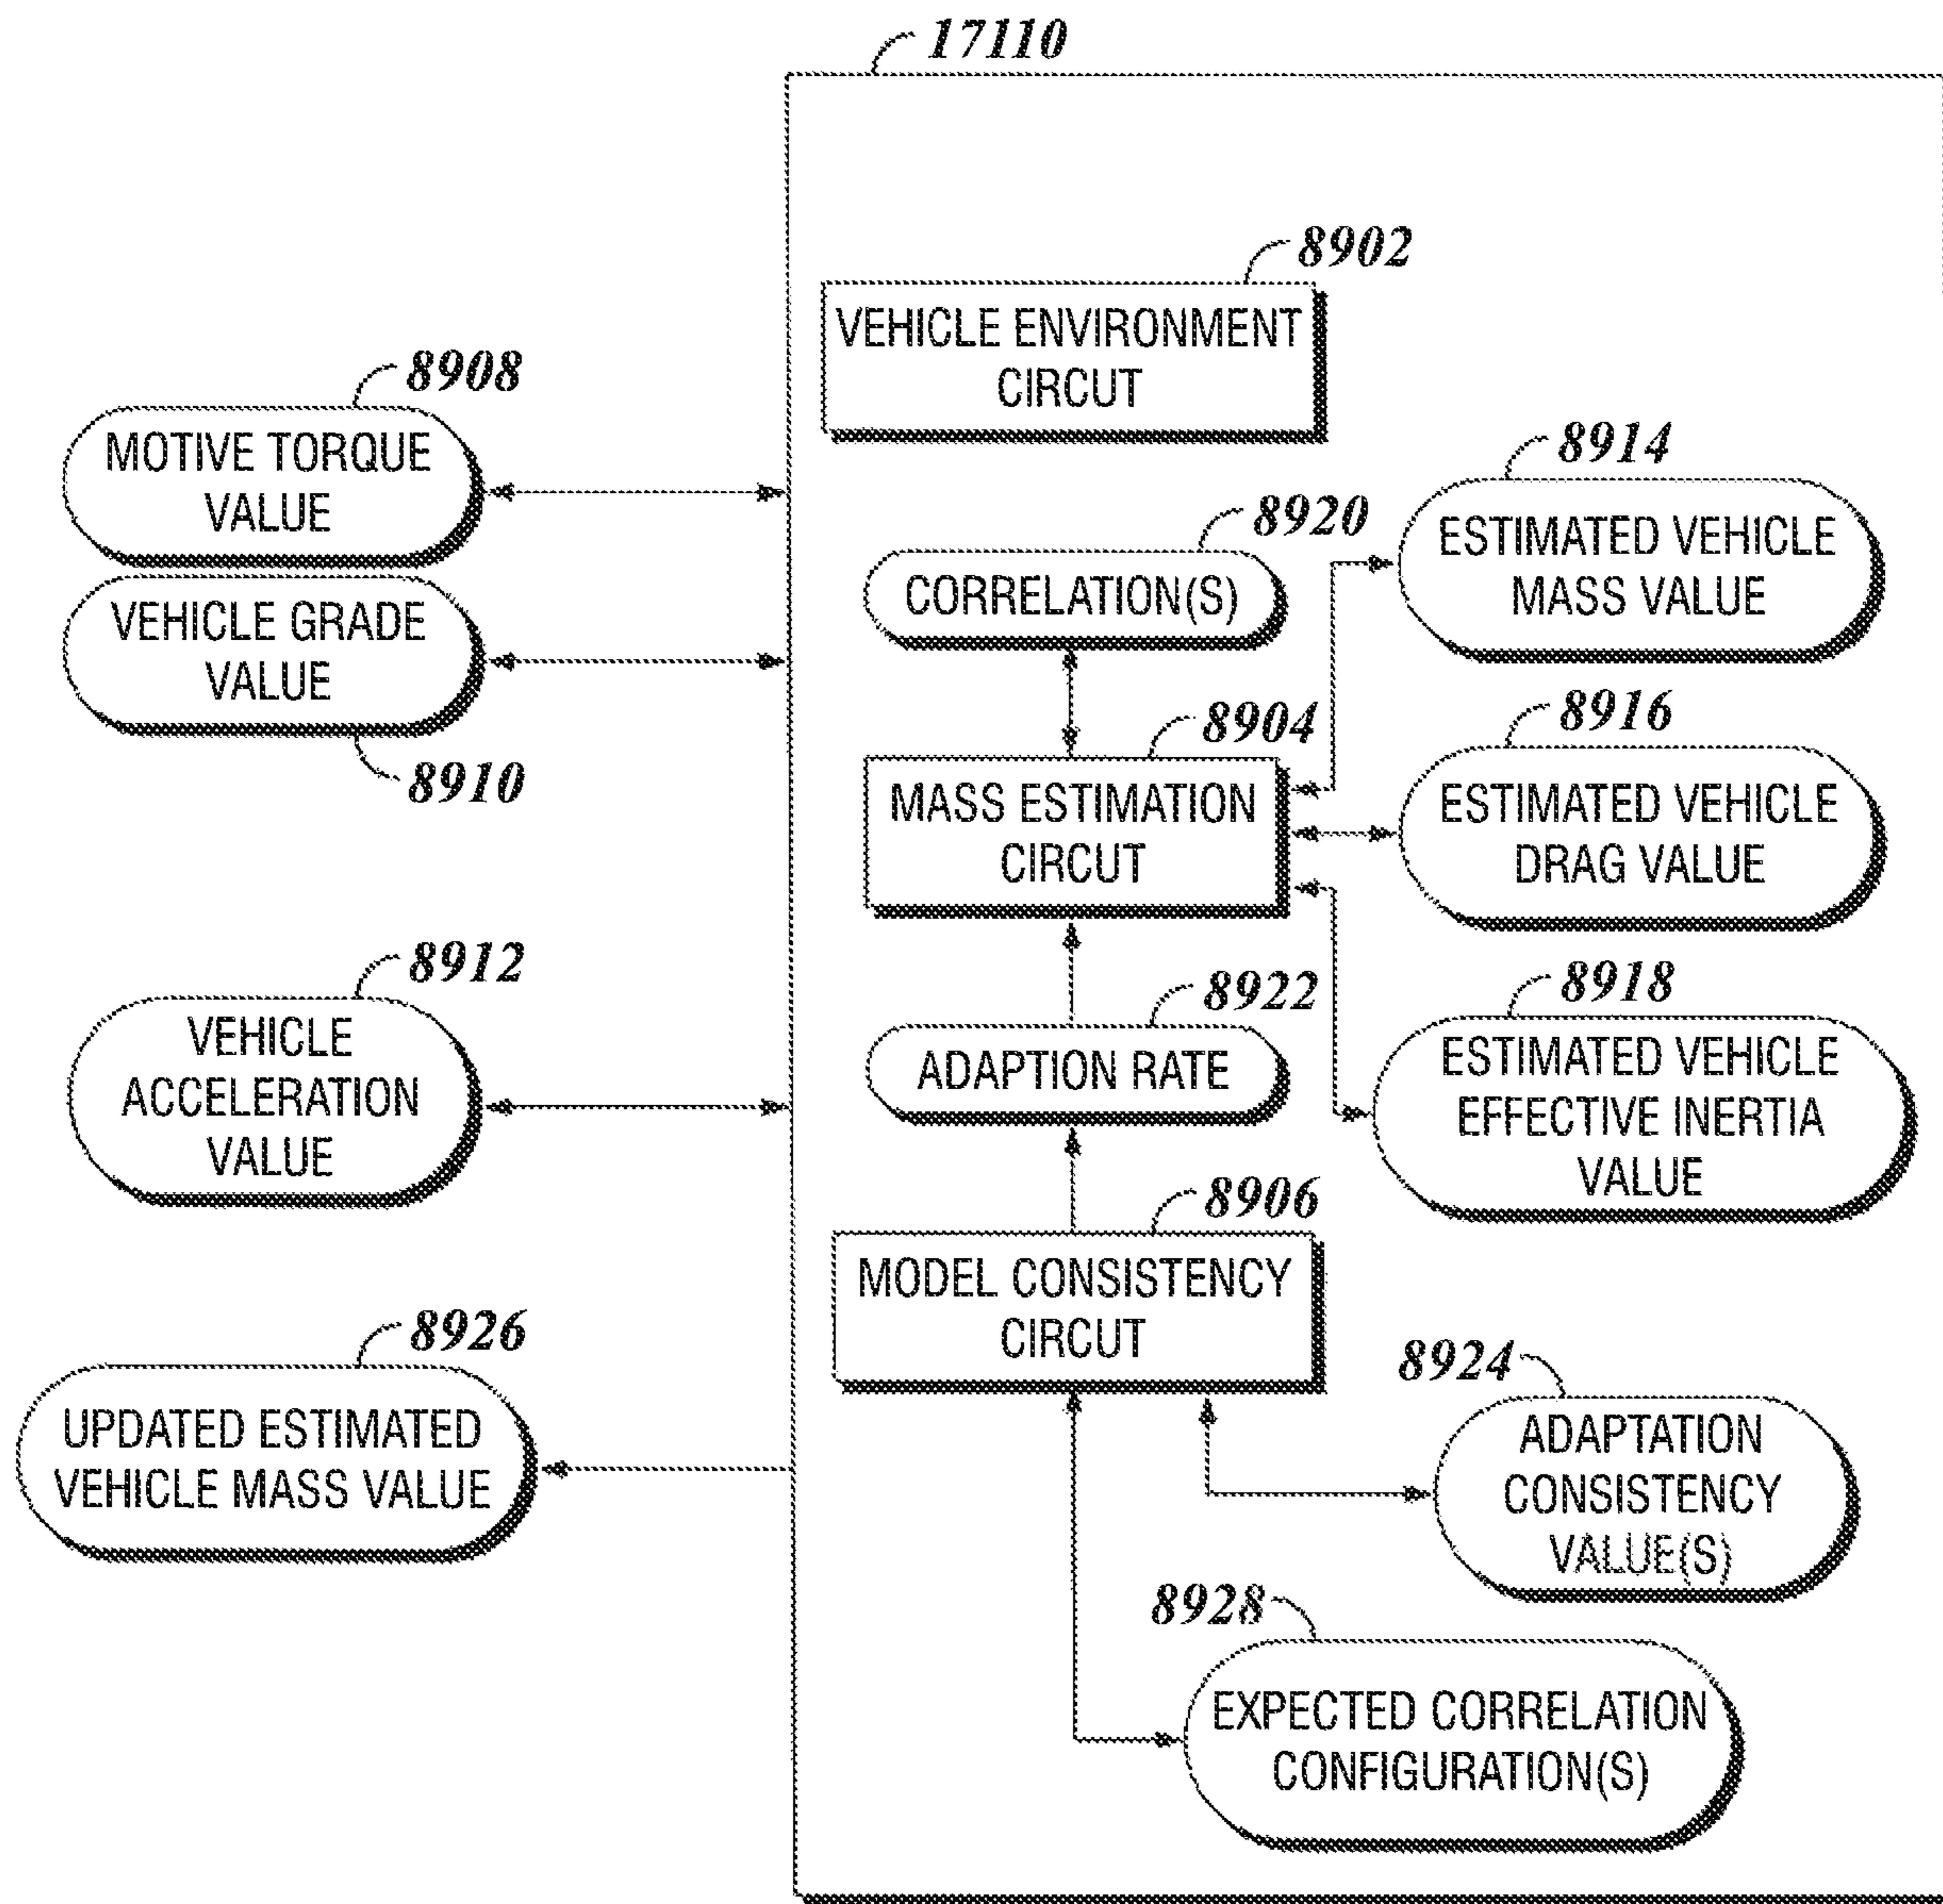 17110
8902
VEHICLE ENVIRONMENT
CIRCUT
8908
MOTIVE TORQUE
VALUE
VEHICLE GRADE
VALUE
8910
8912
VEHICLE
ACCELERATION
VALUE
8926
UPDATED ESTIMATED
VEHICLE MASS VALUE
8920
CORRELATION(S)
8904
MASS ESTIMATION
CIRCUT
8922
ADAPTION RATE
8906
MODEL CONSISTENCY
CIRCUT
8914
ESTIMATED VEHICLE
MASS VALUE
8916
ESTIMATED VEHICLE
DRAG VALUE
8918
ESTIMATED VEHICLE
EFFECTIVE INERTIA
VALUE
8924
ADAPTATION
CONSISTENCY
VALUE(S)
8928
EXPECTED CORRELATION
CONFIGURATION(S)